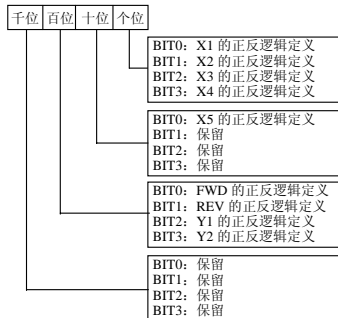 千位 百位 十位 个位
BIT0：X1 的正反逻辑定义
BIT1：X2 的正反逻辑定义
BIT2：X3 的正反逻辑定义
BIT3：X4 的正反逻辑定义
BIT0：X5 的正反逻辑定义
BIT1：保留
BIT2：保留
BIT3：保留
BIT0：FWD 的正反逻辑定义
BIT1：REV 的正反逻辑定义
BIT2：Y1 的正反逻辑定义
BIT3：Y2 的正反逻辑定义
BIT0：保留
BIT1：保留
BIT2：保留
BIT3：保留